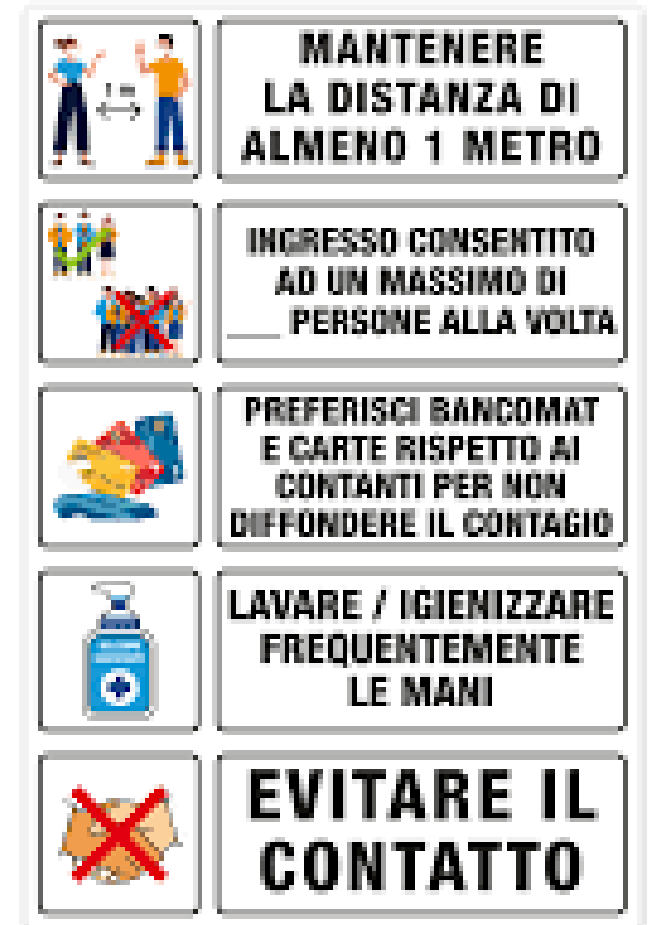 1 m
MANTENERE
LA DISTANZA DI
ALMENO 1 METRO
INGRESSO CONSENTITO
AD UN MASSIMO DI
___ PERSONE ALLA VOLTA
PREFERISCI BANCOMAT
E CARTE RISPETTO AI
CONTANTI PER NON
DIFFONDERE IL CONTAGIO
LAVARE / IGIENIZZARE
FREQUENTEMENTE
LE MANI
EVITARE IL
CONTATTO